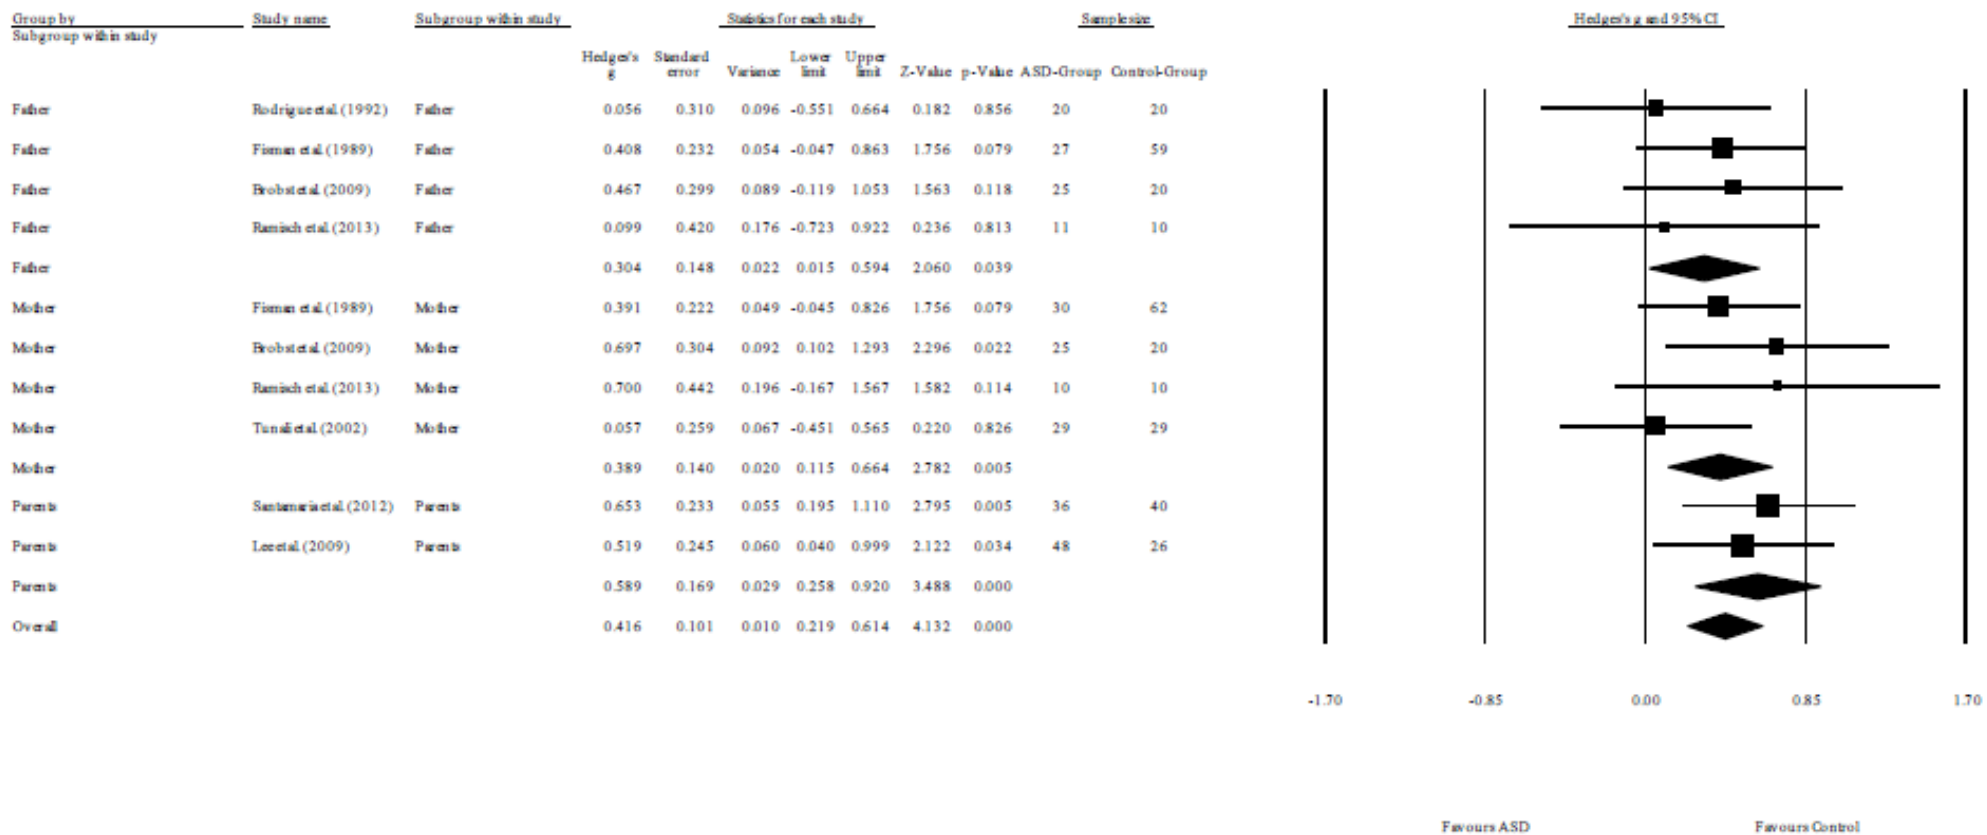 Group by Study name Subgroup within study Statistics for each study Sample size Hedges's g and 95% CI
Subgroup within study
Hedges's Standard Lower Upper
g error Variance limit limit Z-Value p-Value ASD-Group Control-Group
Father Rodrigue et al. (1992) Father 0.056 0.310 0.096 -0.551 0.664 0.182 0.856 20 20
Father Fisman et al. (1989) Father 0.408 0.232 0.054 -0.047 0.863 1.756 0.079 27 59
Father Brobst et al. (2009) Father 0.467 0.299 0.089 -0.119 1.053 1.563 0.118 25 20
Father Ramisch et al. (2013) Father 0.099 0.420 0.176 -0.723 0.922 0.236 0.813 11 10
Father 0.304 0.148 0.022 0.015 0.594 2.060 0.039
Mother Fisman et al. (1989) Mother 0.391 0.222 0.049 -0.045 0.826 1.756 0.079 30 62
Mother Brobst et al. (2009) Mother 0.697 0.304 0.092 0.102 1.293 2.296 0.022 25 20
Mother Ramisch et al. (2013) Mother 0.700 0.442 0.196 -0.167 1.567 1.582 0.114 10 10
Mother Tunali et al. (2002) Mother 0.057 0.259 0.067 -0.451 0.565 0.220 0.826 29 29
Mother 0.389 0.140 0.020 0.115 0.664 2.782 0.005
Parents Santamaria et al. (2012) Parents 0.653 0.233 0.055 0.195 1.110 2.795 0.005 36 40
Parents Lee et al. (2009) Parents 0.519 0.245 0.060 0.040 0.999 2.122 0.034 48 26
Parents 0.589 0.169 0.029 0.258 0.920 3.488 0.000
Overall 0.416 0.101 0.010 0.219 0.614 4.132 0.000
-1.70 -0.85 0.00 0.85 1.70
Favours ASD Favours Control